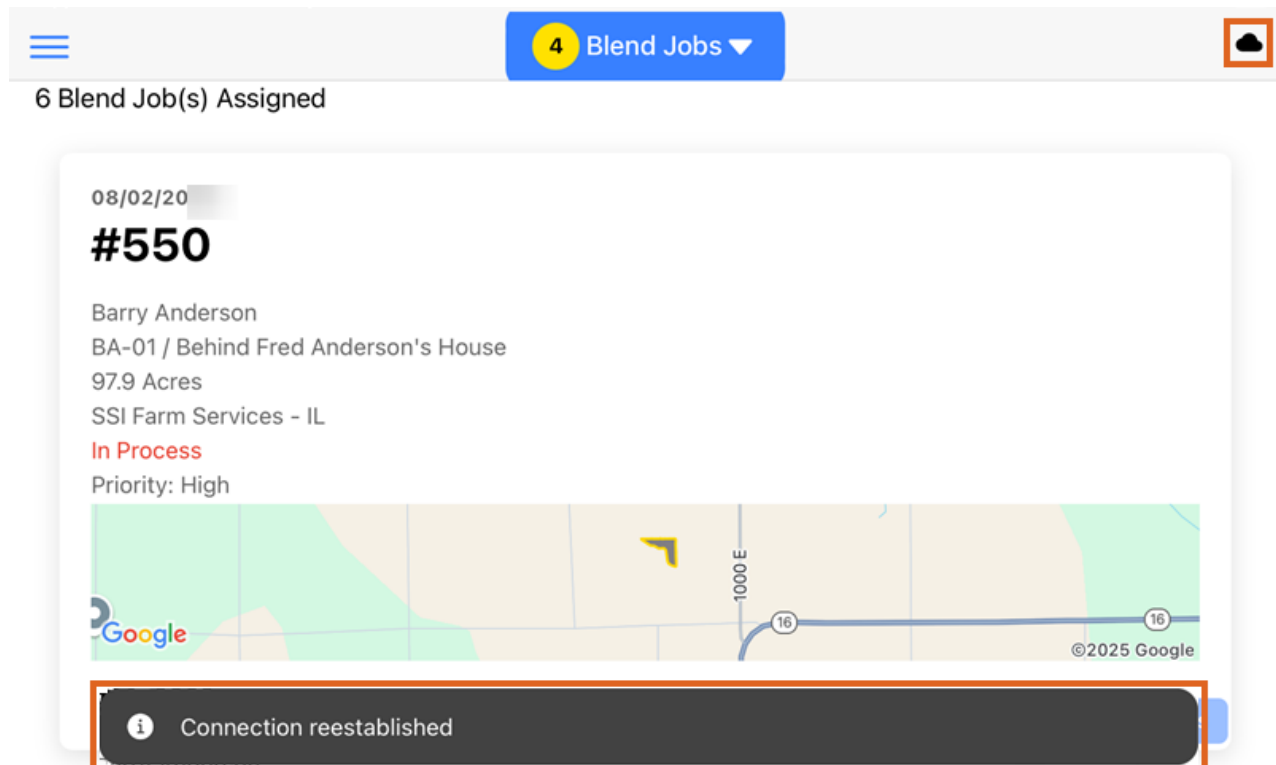 4 Blend Jobs
6 Blend Job(s) Assigned
08/02/20
#550
Barry Anderson
BA-01 / Behind Fred Anderson's House
97.9 Acres
SSI Farm Services - IL
In Process
Priority: High
1000 E
16
16
Google
©2025 Google
Connection reestablished